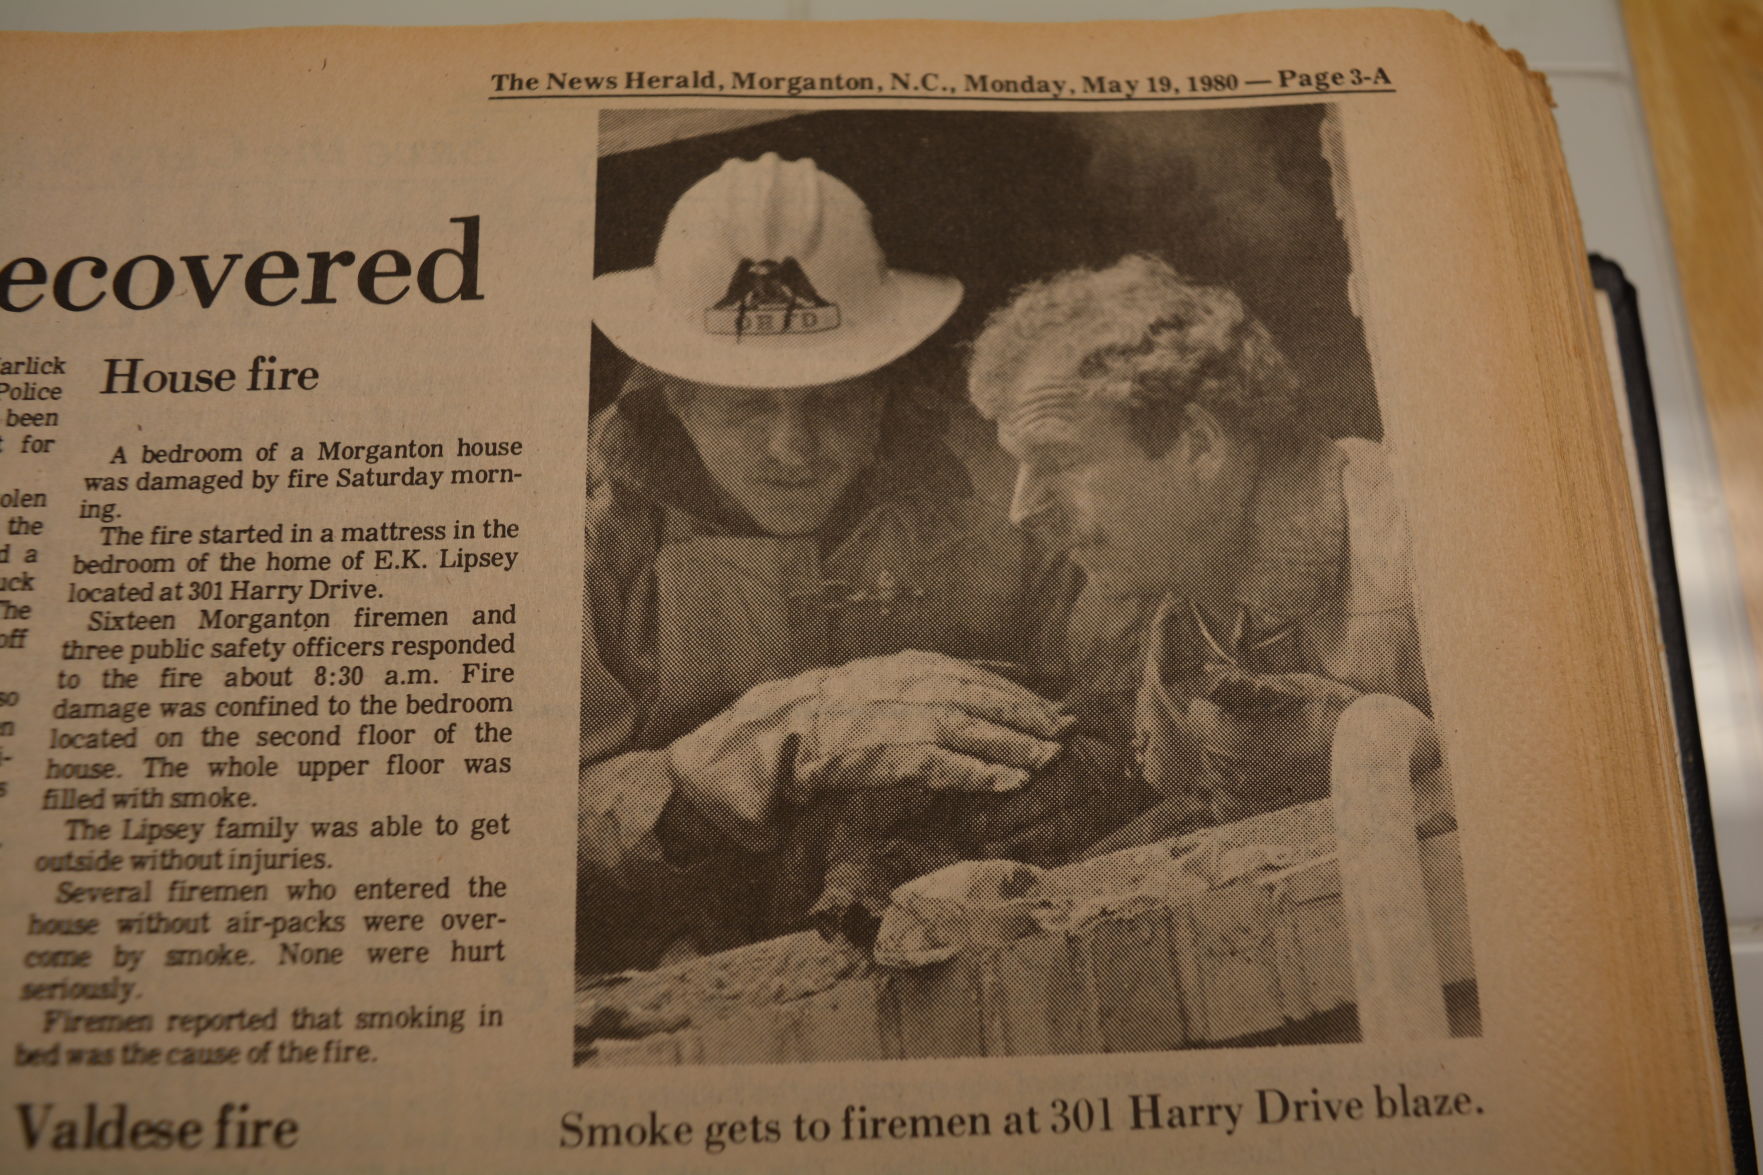 The News Herald, Morganton, N.C., Monday, May 19, 1980 — Page 3-A
ecovered
arlick
Police
been
for
olen
the
d a
uck
The
off
so
House fire
A bedroom of a Morganton house
was damaged by fire Saturday morn-
ing.
The fire started in a mattress in the
bedroom of the home of E.K. Lipsey
located at 301 Harry Drive.
Sixteen Morganton firemen and
three public safety officers responded
to the fire about 8:30 a.m. Fire
damage was confined to the bedroom
located on the second floor of the
house. The whole upper floor was
filled with smoke.
The Lipsey family was able to get
outside without injuries.
Several firemen who entered the
house without air-packs were over-
come by smoke. None were hurt
seriously.
Firemen reported that smoking in
bed was the cause of the fire.
Valdese fire
Smoke gets to firemen at 301 Harry Drive blaze.